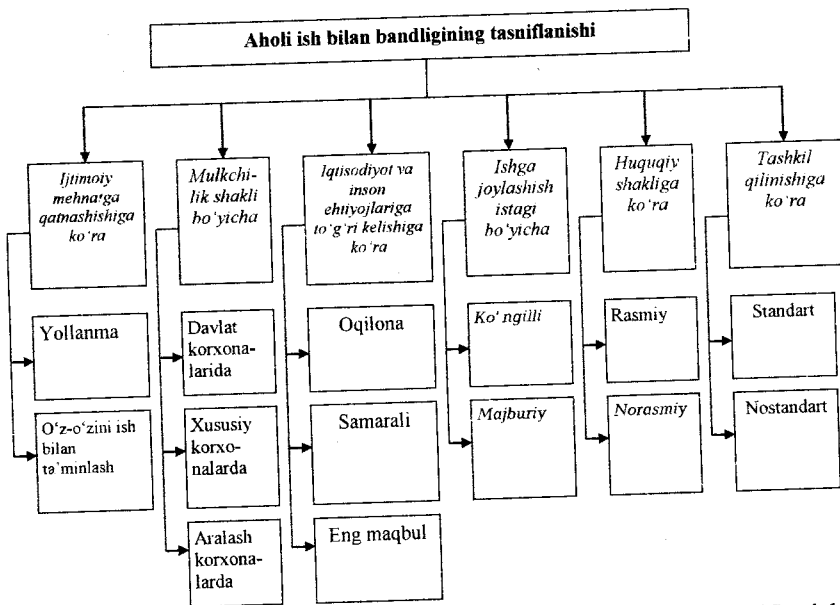 Aholi ish bilan bandligining tasniflanishi
Ijtimoiy
mehnatga
qatnashishiga
ko‘ra
Yollanma
O‘z-o‘zini ish
bilan
ta’minlash
Mulkchi-
lik shakli
bo‘yicha
Davlat
korxona-
larida
Xususiy
korxo-
nalarda
Aralash
korxona-
larda
Iqtisodiyot va
inson
ehtiyojlariga
to‘g‘ri kelishiga
ko‘ra
Oqilona
Samarali
Eng maqbul
Ishga
joylashish
istagi
bo‘yicha
Ko‘ngilli
Majburiy
Huquqiy
shakliga
ko‘ra
Rasmiy
Norasmiy
Tashkil
qilinishiga
ko‘ra
Standart
Nostandart